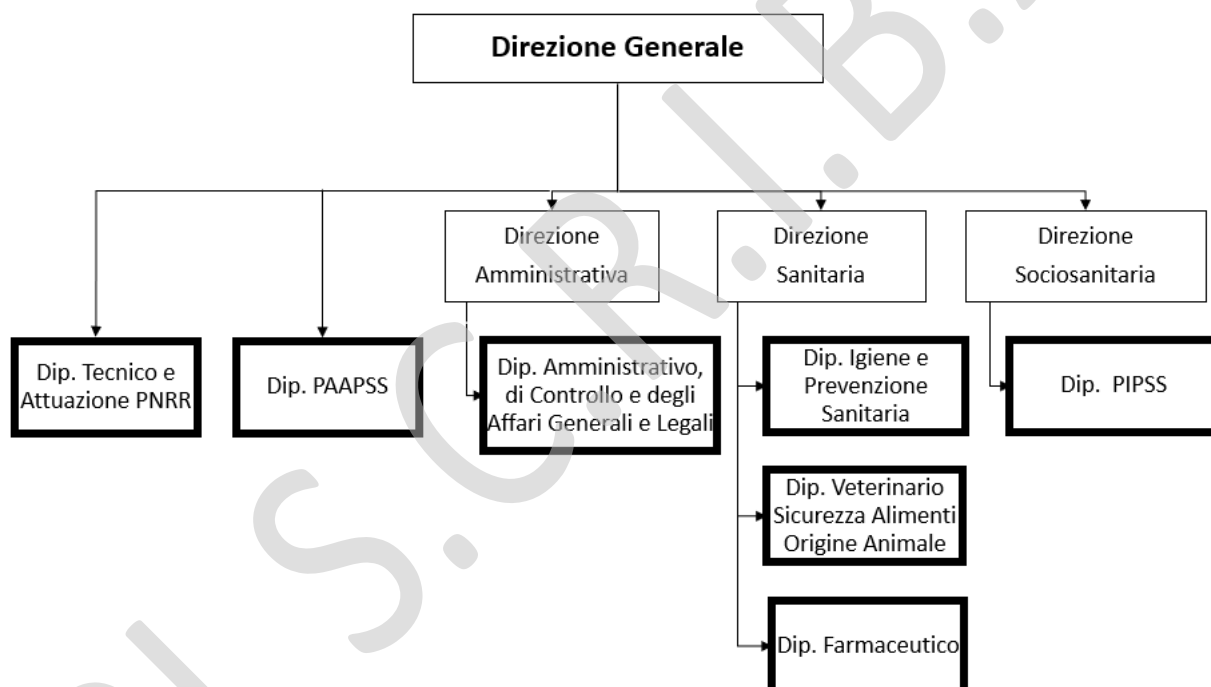 Direzione Generale
Direzione
Amministrativa
Direzione
Sanitaria
Direzione
Sociosanitaria
Dip. Tecnico e
Attuazione PNRR
Dip. PAAPSS
Dip. Amministrativo,
di Controllo e degli
Affari Generali e Legali
Dip. Igiene e
Prevenzione
Sanitaria
Dip. PIPSS
Dip. Veterinario
Sicurezza Alimenti
Origine Animale
Dip. Farmaceutico
S.C.R.I.B.